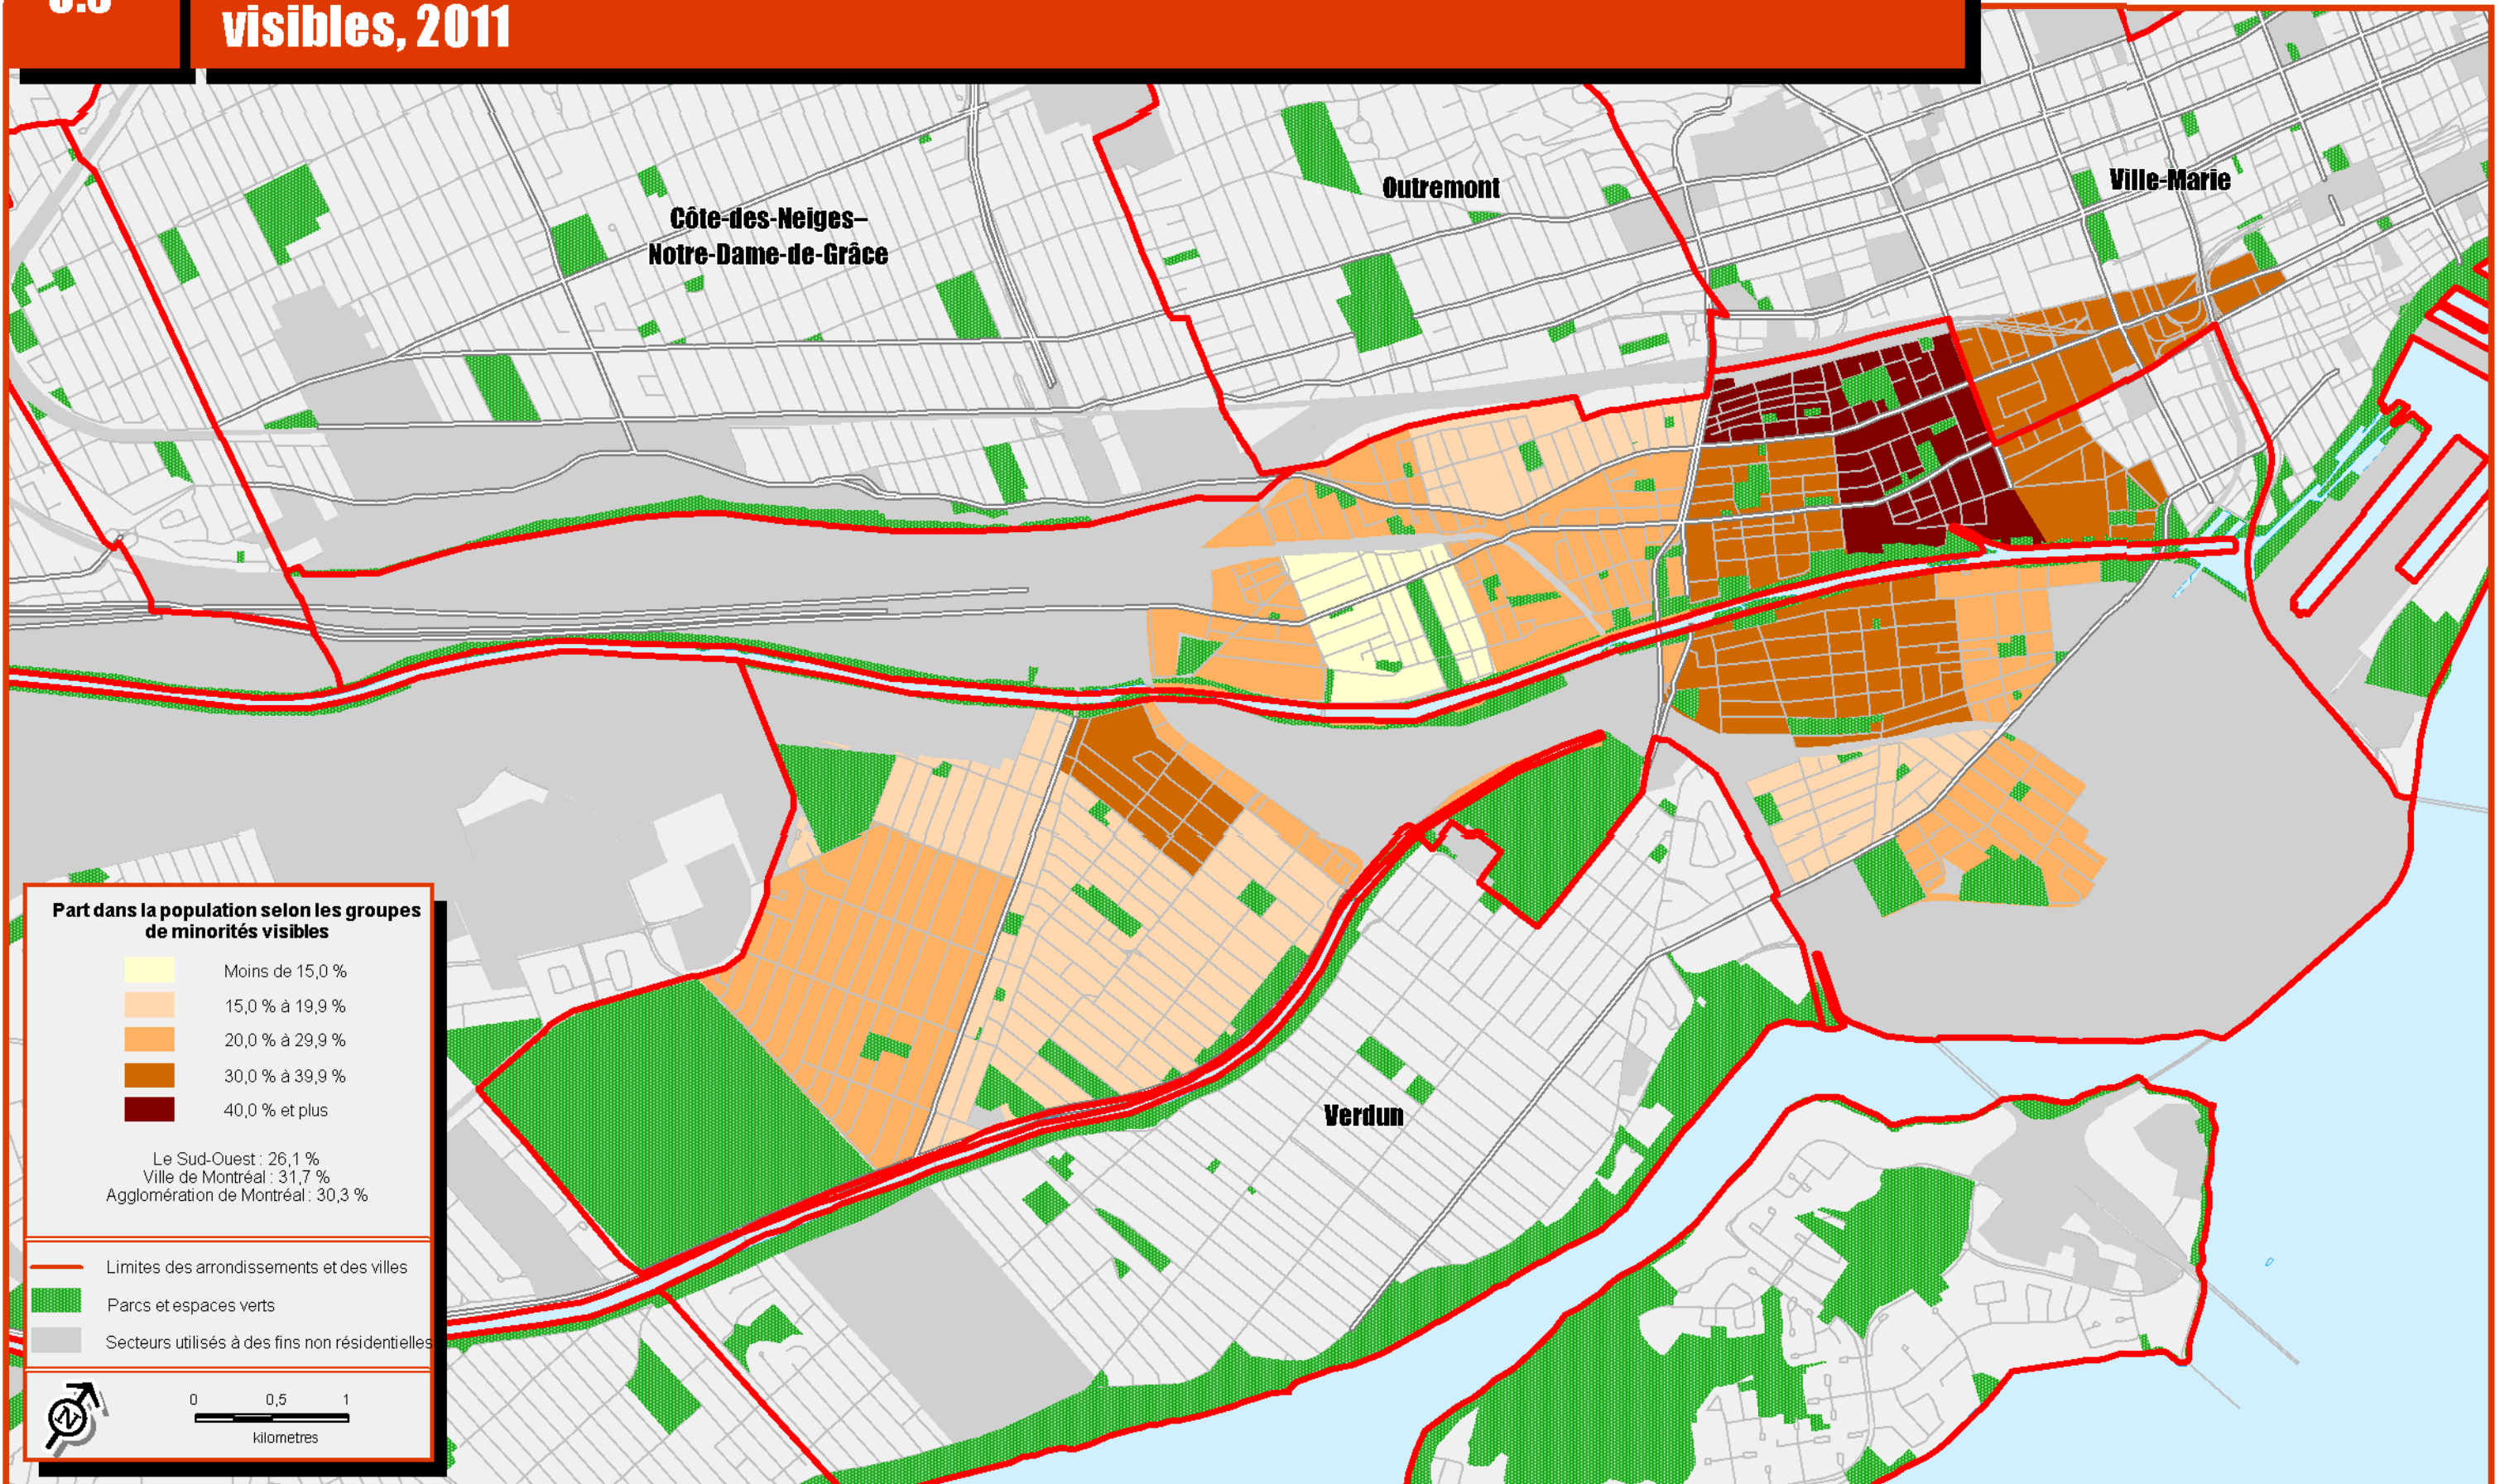 visibles, 2011
Outremont
Ville-Marie
Côte-des-Neiges–
Notre-Dame-de-Grâce
Verdun
Part dans la population selon les groupes
de minorités visibles
Moins de 15,0 %
15,0 % à 19,9 %
20,0 % à 29,9 %
30,0 % à 39,9 %
40,0 % et plus
Le Sud-Ouest : 26,1 %
Ville de Montréal : 31,7 %
Agglomération de Montréal : 30,3 %
Limites des arrondissements et des villes
Parcs et espaces verts
Secteurs utilisés à des fins non résidentielles
N
0 0,5 1
kilometres